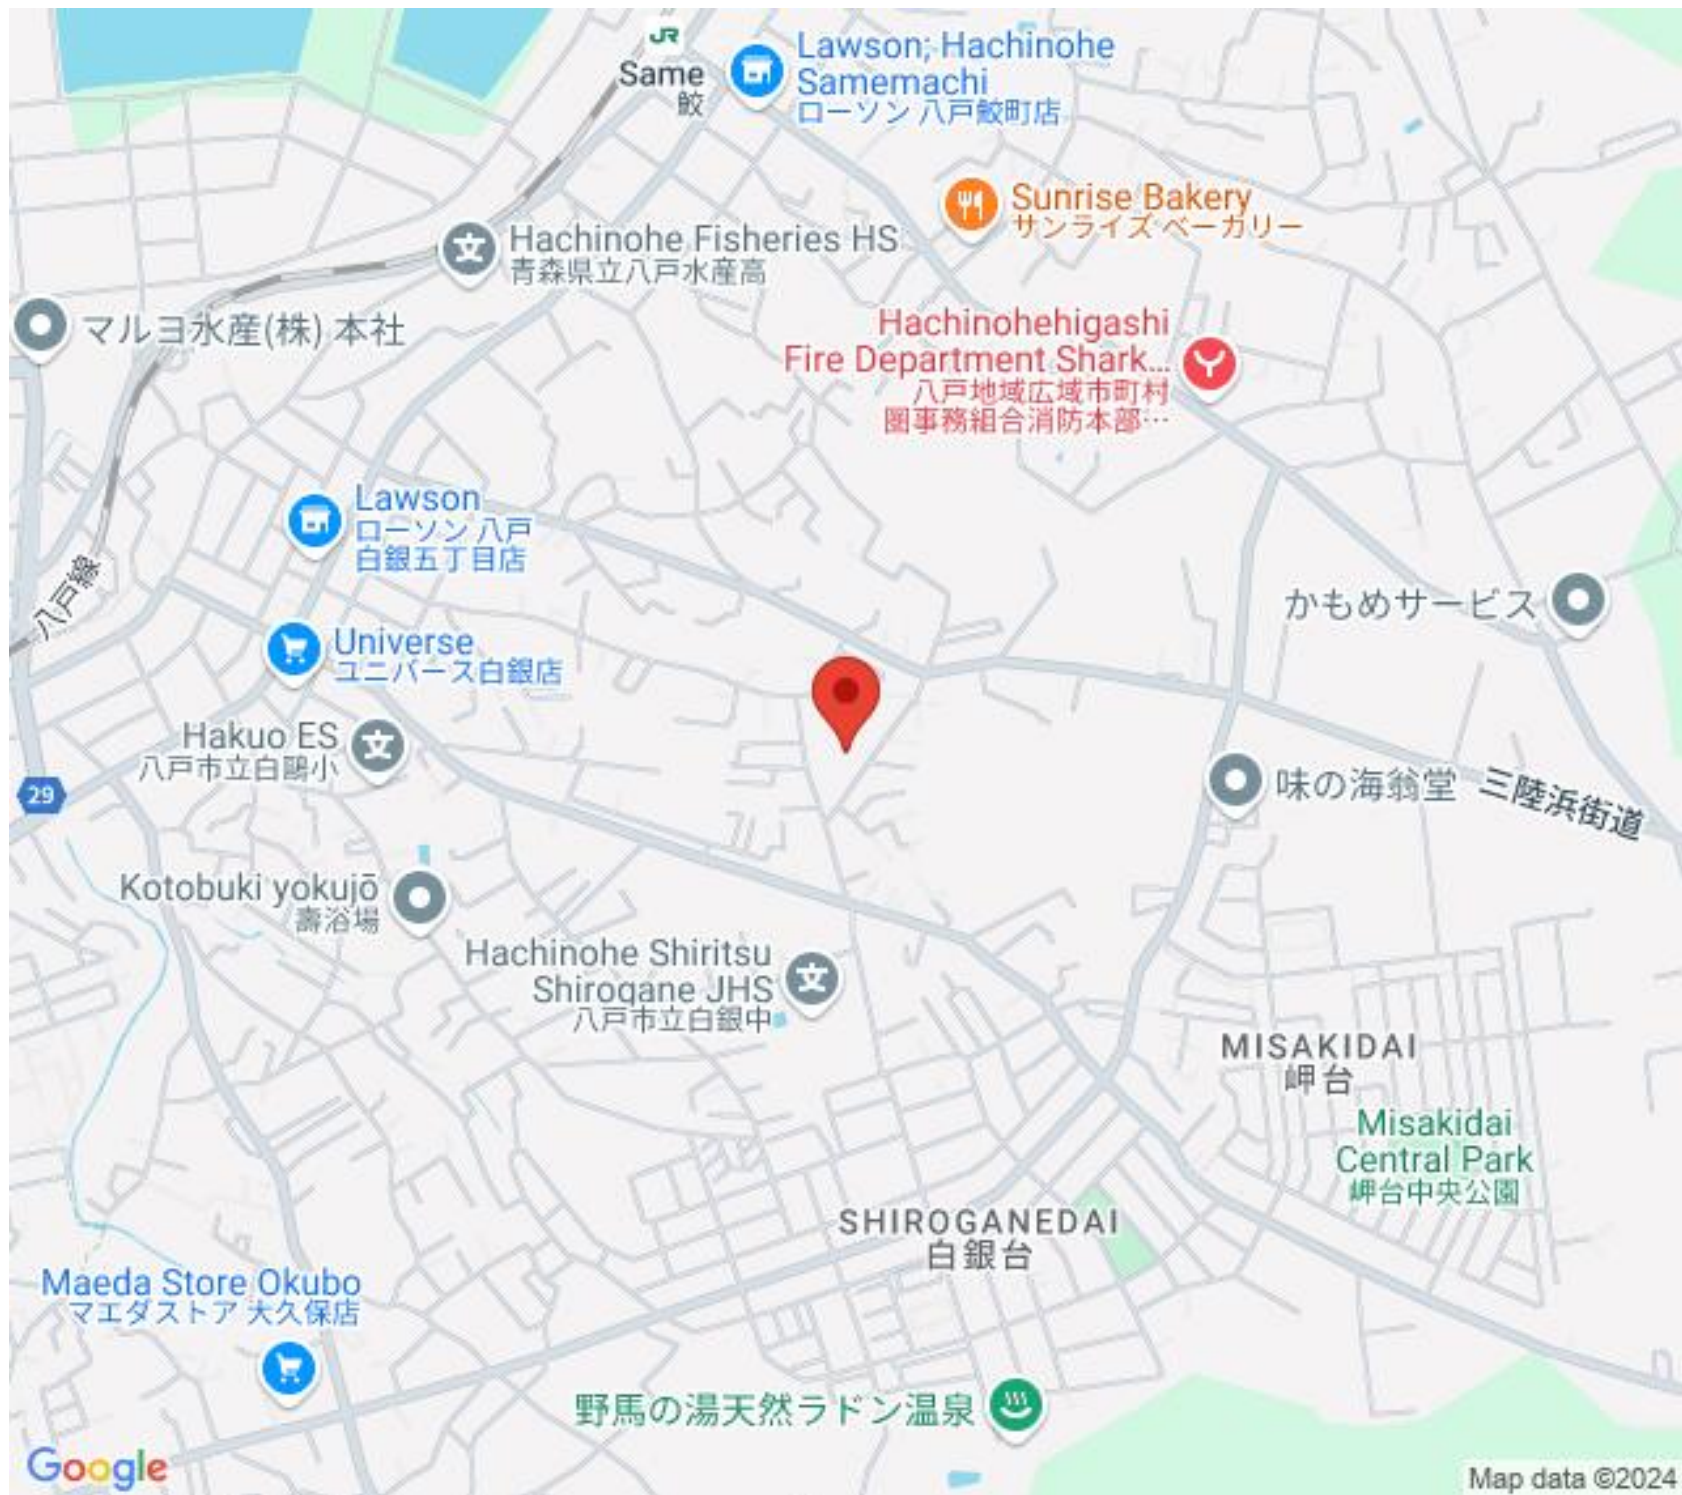 JR
Same
鮫
Lawson; Hachinohe
Samemachi
ローソン 八戸鮫町店
Sunrise Bakery
サンライズ ベーカリー
Hachinohe Fisheries HS
青森県立八戸水産高
マルヨ水産(株) 本社
Hachinohehigashi
Fire Department Shark...
八戸地域広域市町村
圏事務組合消防本部…
Lawson
ローソン 八戸
白銀五丁目店
八戸線
かもめサービス
Universe
ユニバース白銀店
Hakuo ES
八戸市立白鷗小
29
味の海翁堂
三陸浜街道
Kotobuki yokujō
壽浴場
Hachinohe Shiritsu
Shirogane JHS
八戸市立白銀中
MISAKIDAI
岬台
Misakidai
Central Park
岬台中央公園
SHIROGANEDAI
白銀台
Maeda Store Okubo
マエダストア 大久保店
野馬の湯天然ラドン温泉
Google
Map data ©2024